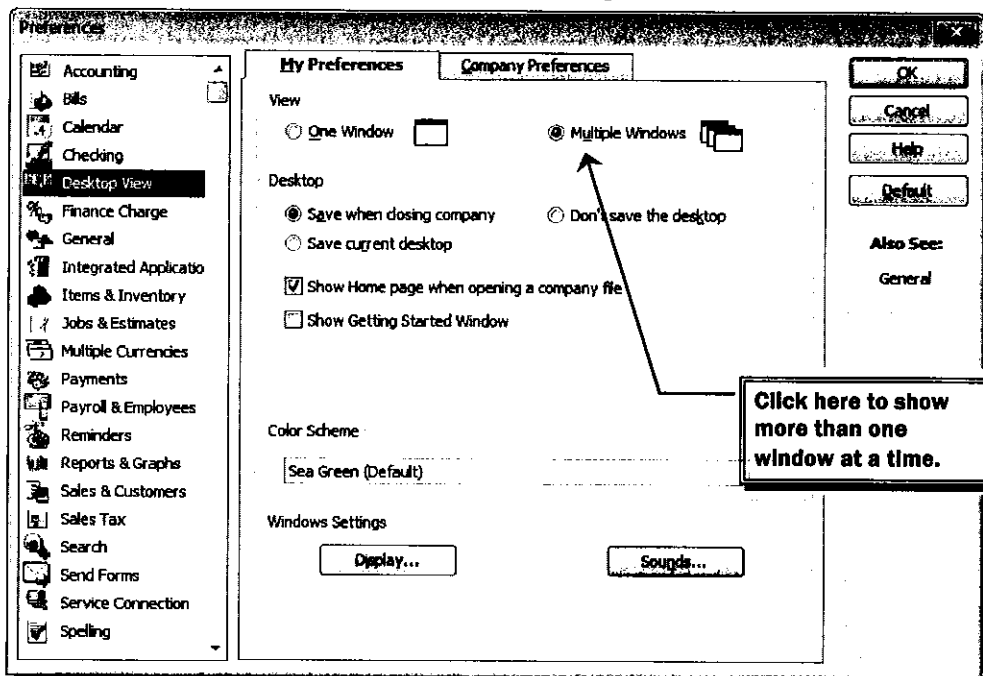 Preferences
Accounting
Bills
Calendar
Checking
Desktop View
Finance Charge
General
Integrated Applicatio
Items & Inventory
Jobs & Estimates
Multiple Currencies
Payments
Payroll & Employees
Reminders
Reports & Graphs
Sales & Customers
Sales Tax
Search
Send Forms
Service Connection
Spelling
My Preferences
Company Preferences
View
One Window
Multiple Windows
Desktop
Save when closing company
Don't save the desktop
Save current desktop
Show Home page when opening a company file
Show Getting Started Window
Color Scheme
Sea Green (Default)
Windows Settings
Display...
Sounds...
OK
Cancel
Help
Default
Also See:
General
Click here to show
more than one
window at a time.